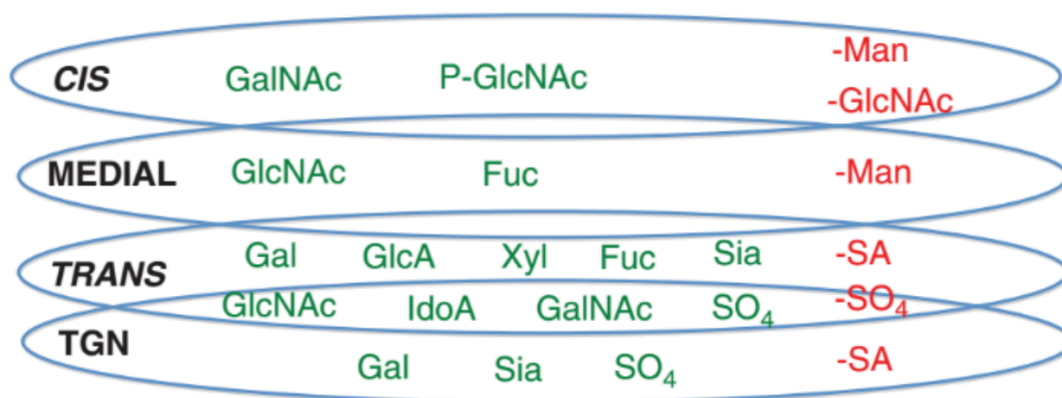 -Man
CIS GalNAc P-GlcNAc
-GlcNAc
MEDIAL GlcNAc Fuc -Man
Gal GlcA Xyl Fuc Sia -SA
TRANS
GlcNAc IdoA GalNAc SO₄ -SO₄
TGN
Gal Sia SO₄ -SA